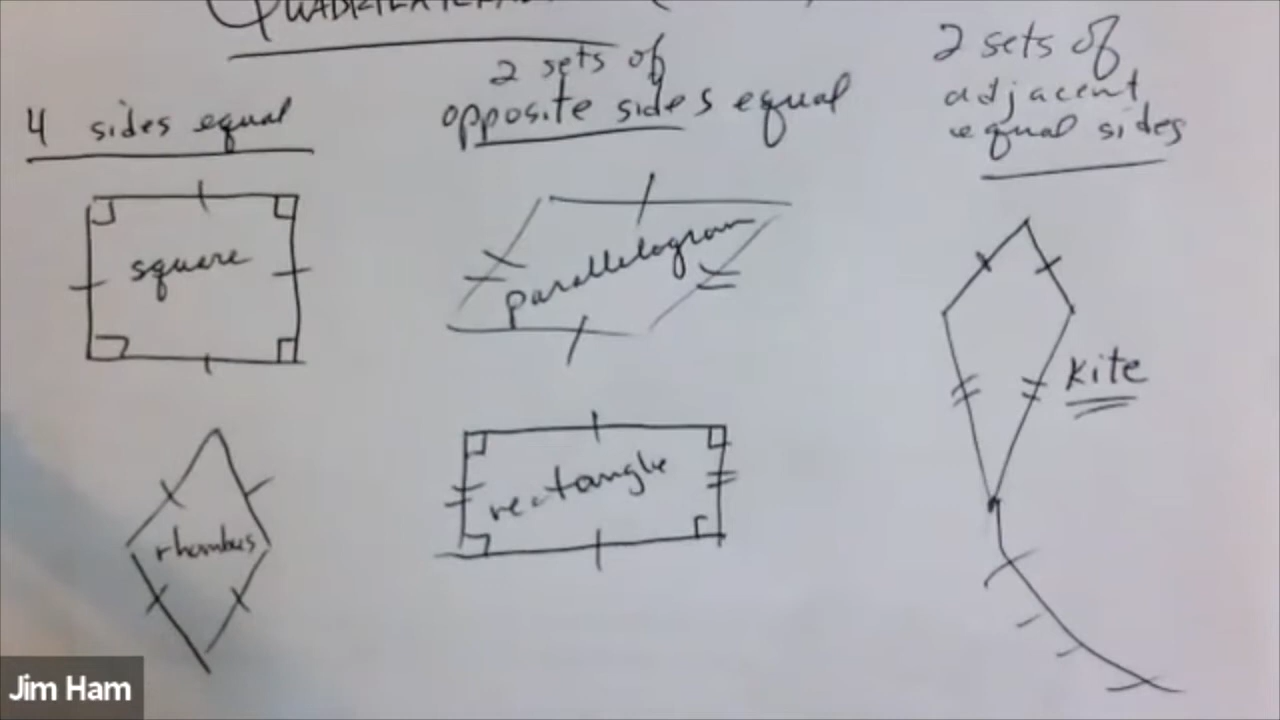 QUADRILATERALS
4 sides equal
2 sets of
opposite sides equal
2 sets of
adjacent
equal sides
square
parallelogram
kite
rhombus
rectangle
Jim Ham